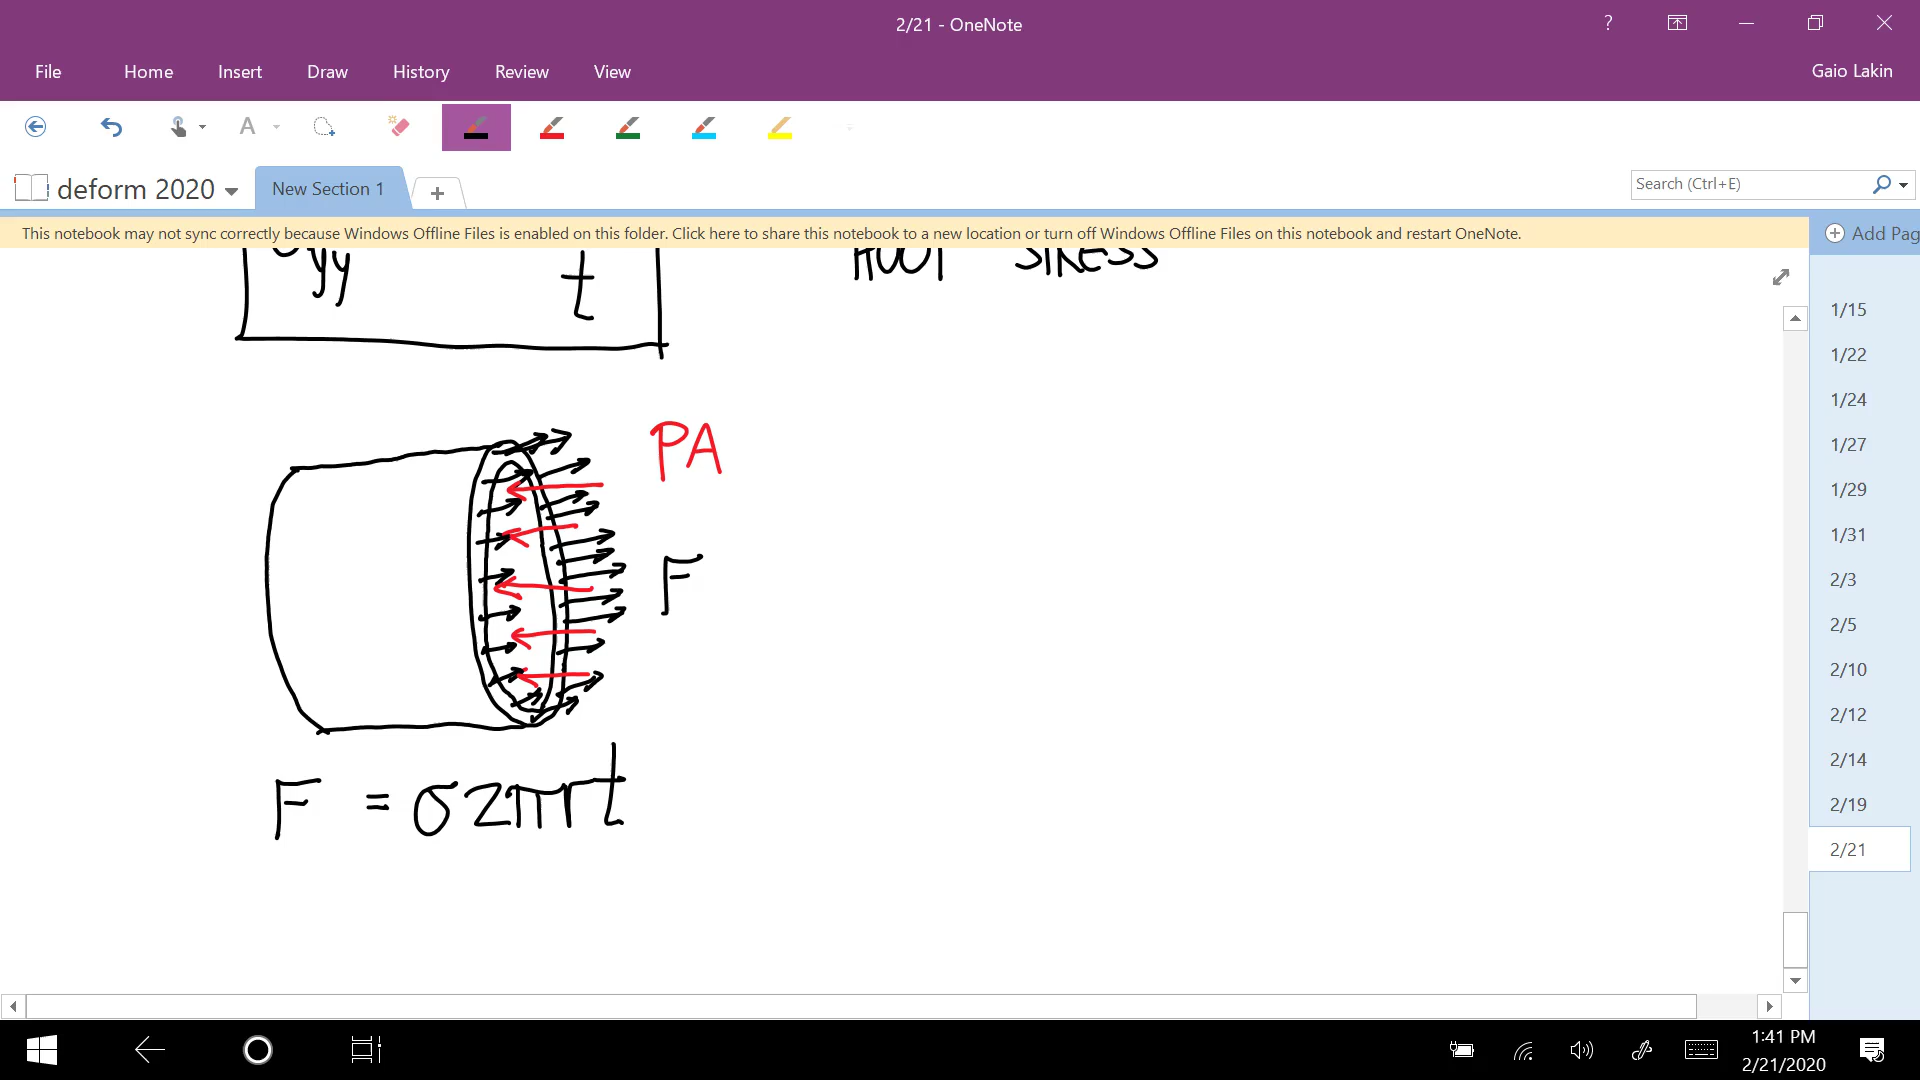 2/21 - OneNote
?
File Home Insert Draw History Review View
Gaio Lakin
A
deform 2020
New Section 1
+
Search (Ctrl+E)
This notebook may not sync correctly because Windows Offline Files is enabled on this folder. Click here to share this notebook to a new location or turn off Windows Offline Files on this notebook and restart OneNote.
Add Pag
σyy t
HOOP STRESS
PA
F
F = σ2πrt
1/15
1/22
1/24
1/27
1/29
1/31
2/3
2/5
2/10
2/12
2/14
2/19
2/21
1:41 PM
2/21/2020